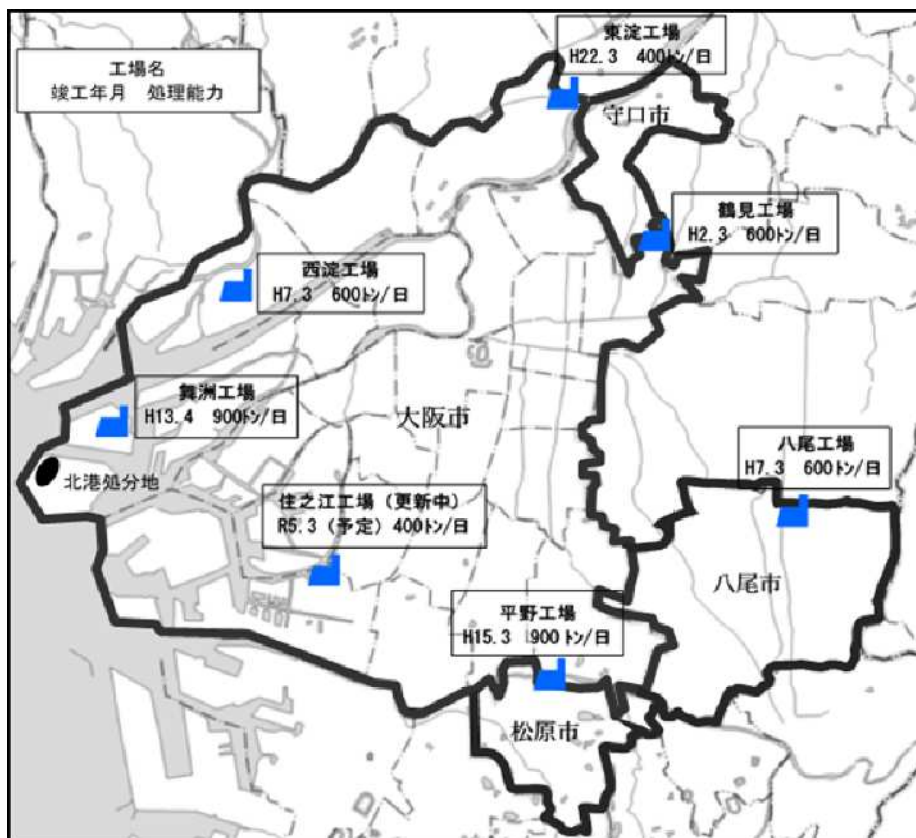 工場名
竣工年月 処理能力
東淀工場
H22.3 400トン/日
守口市
鶴見工場
H2.3 600トン/日
西淀工場
H7.3 600トン/日
舞洲工場
H13.4 900トン/日
大阪市
北港処分地
八尾工場
H7.3 600トン/日
住之江工場（更新中）
R5.3（予定）400トン/日
八尾市
平野工場
H15.3 900トン/日
松原市